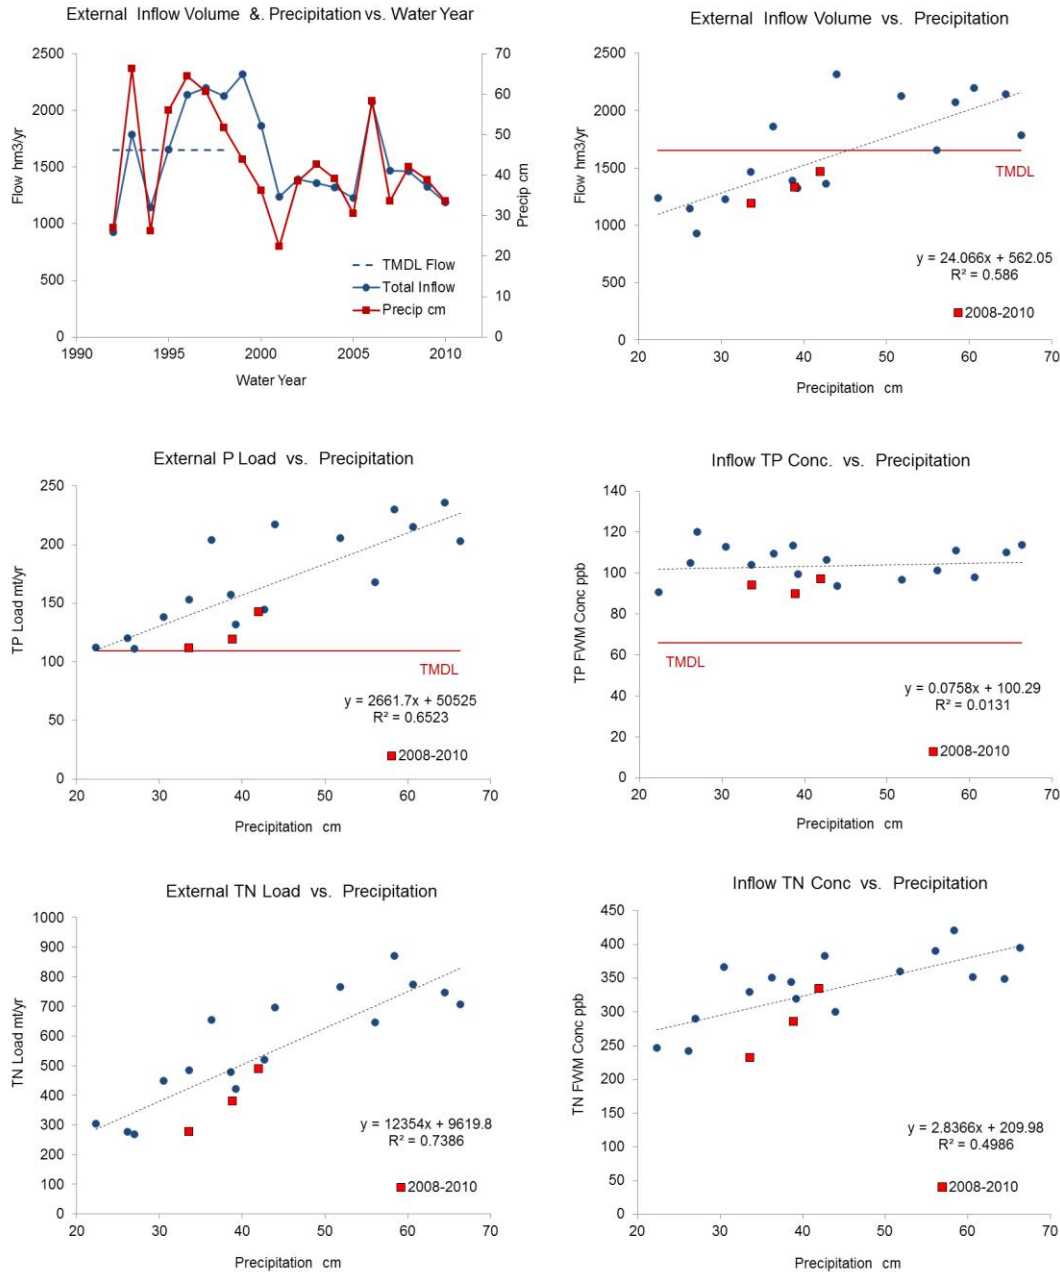 External Inflow Volume &. Precipitation vs. Water Year
2500
2000
1500
1000
500
0
Flow hm3/yr
70
60
50
40
30
20
10
0
Precip cm
TMDL Flow
Total Inflow
Precip cm
1990 1995 2000 2005 2010
Water Year
External Inflow Volume vs. Precipitation
2500
2000
1500
1000
500
0
Flow hm3/yr
TMDL
y = 24.066x + 562.05
R² = 0.586
2008-2010
20 30 40 50 60 70
Precipitation cm
External P Load vs. Precipitation
250
200
150
100
50
0
TP Load mt/yr
TMDL
y = 2661.7x + 50525
R² = 0.6523
2008-2010
20 30 40 50 60 70
Precipitation cm
Inflow TP Conc. vs. Precipitation
140
120
100
80
60
40
20
0
TP FWM Conc ppb
TMDL
y = 0.0758x + 100.29
R² = 0.0131
2008-2010
20 30 40 50 60 70
Precipitation cm
External TN Load vs. Precipitation
1000
900
800
700
600
500
400
300
200
100
0
TN Load mt/yr
y = 12354x + 9619.8
R² = 0.7386
2008-2010
20 30 40 50 60 70
Precipitation cm
Inflow TN Conc vs. Precipitation
450
400
350
300
250
200
150
100
50
0
TN FWM Conc ppb
y = 2.8366x + 209.98
R² = 0.4986
2008-2010
20 30 40 50 60 70
Precipitation cm